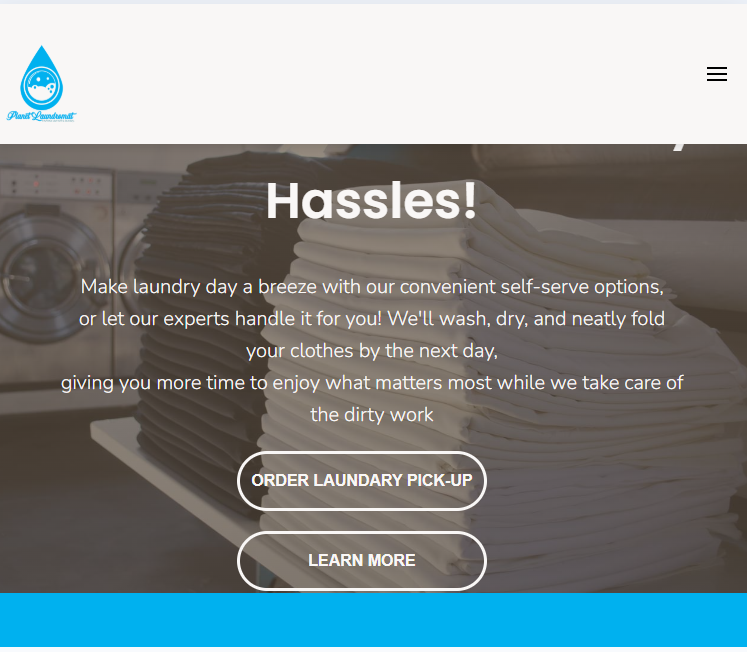 Planet Laundromat
Hassles!
Make laundry day a breeze with our convenient self-serve options,
or let our experts handle it for you! We'll wash, dry, and neatly fold
your clothes by the next day,
giving you more time to enjoy what matters most while we take care of
the dirty work
ORDER LAUNDARY PICK-UP
LEARN MORE